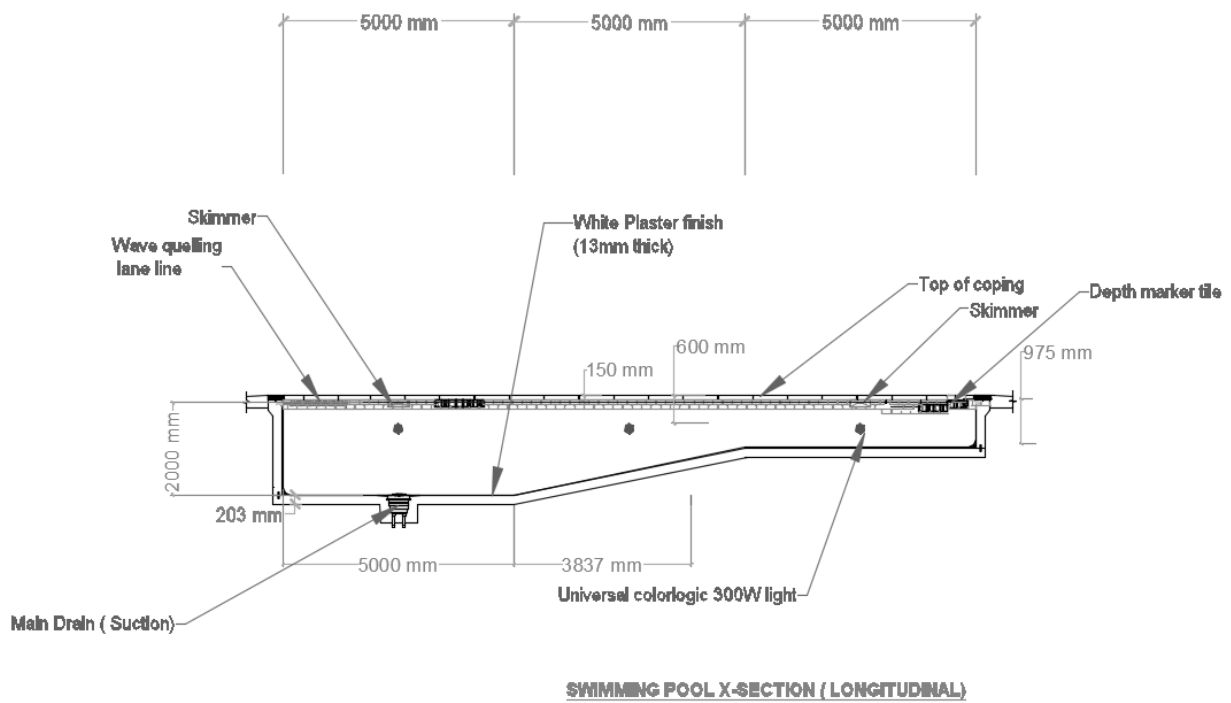 5000 mm
5000 mm
5000 mm
Skimmer
Wave quelling
lane line
White Plaster finish
(13mm thick)
Top of coping
Depth marker tile
Skimmer
600 mm
975 mm
150 mm
2000 mm
203 mm
5000 mm
3837 mm
Universal colorlogic 300W light
Main Drain ( Suction)
SWIMMING POOL X-SECTION ( LONGITUDINAL)